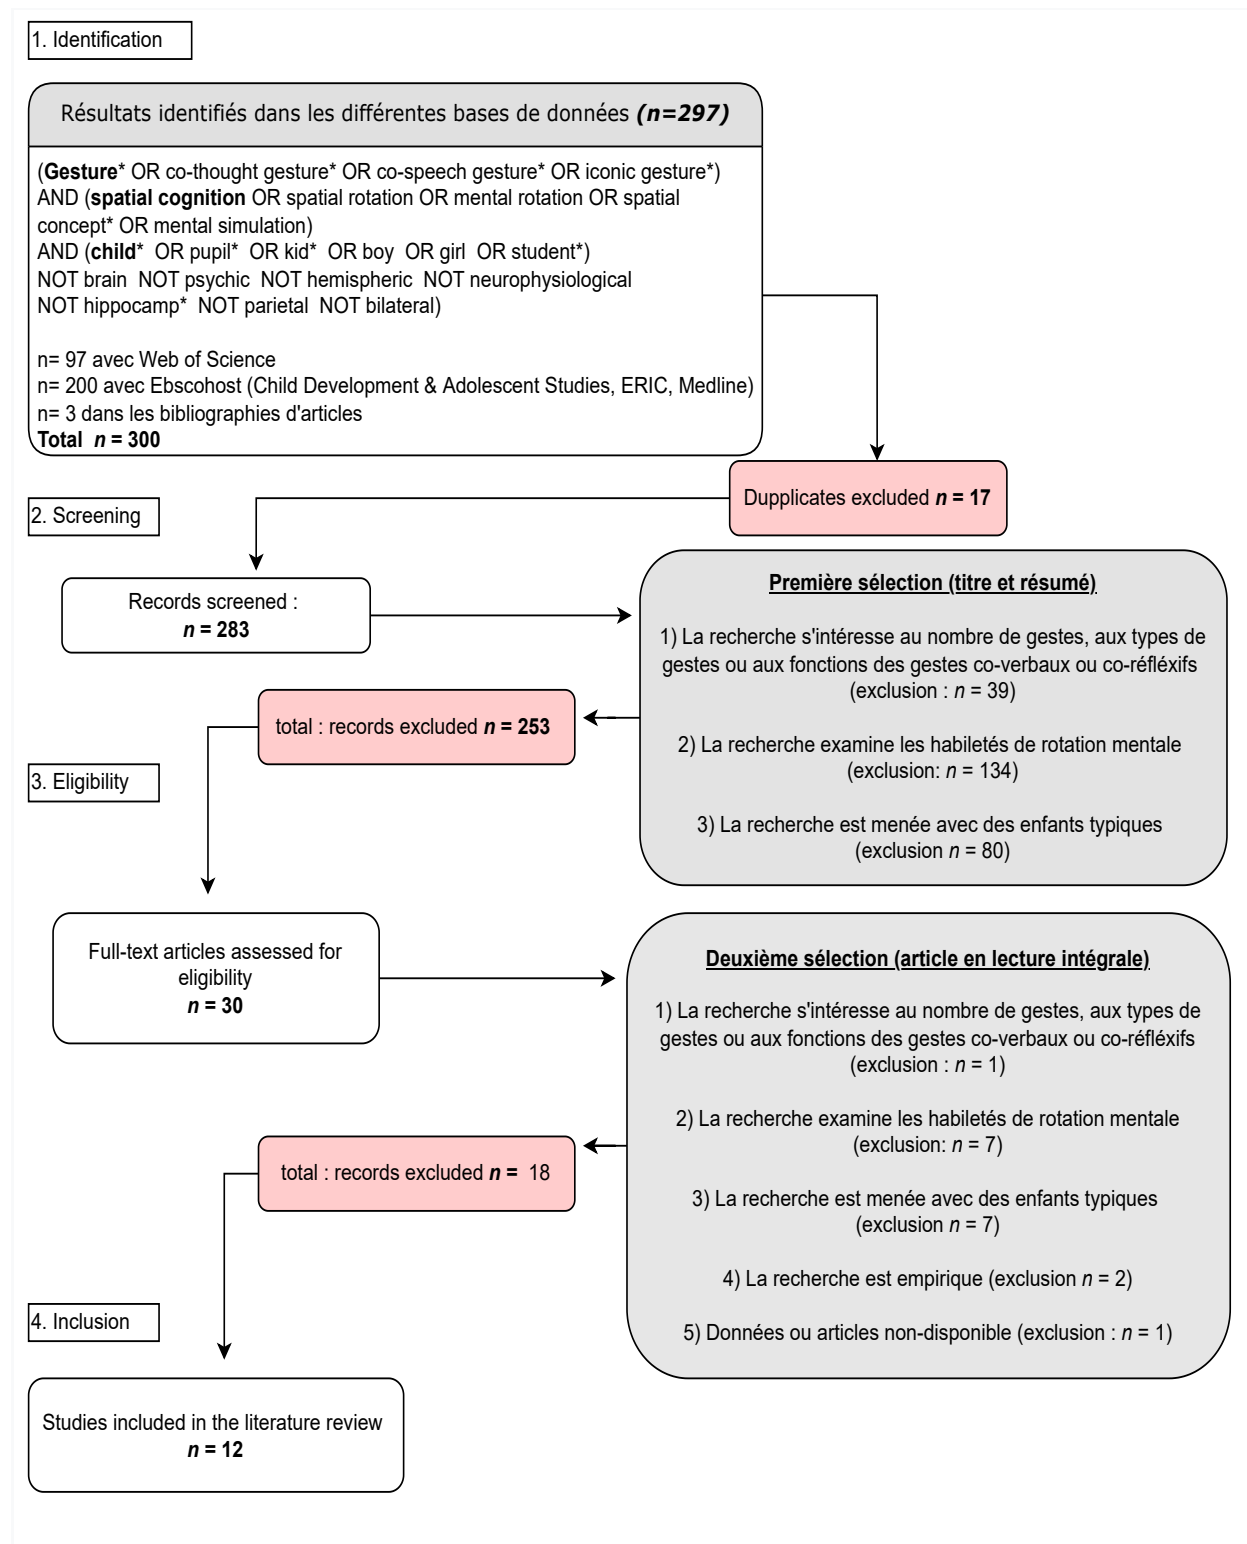 1. Identification
Résultats identifiés dans les différentes bases de données (n=297)
(Gesture* OR co-thought gesture* OR co-speech gesture* OR iconic gesture*)
AND (spatial cognition OR spatial rotation OR mental rotation OR spatial
concept* OR mental simulation)
AND (child* OR pupil* OR kid* OR boy OR girl OR student*)
NOT brain NOT psychic NOT hemispheric NOT neurophysiological
NOT hippocamp* NOT parietal NOT bilateral)
n= 97 avec Web of Science
n= 200 avec Ebscohost (Child Development & Adolescent Studies, ERIC, Medline)
n= 3 dans les bibliographies d'articles
Total n = 300
Dupplicates excluded n = 17
2. Screening
Records screened :
n = 283
Première sélection (titre et résumé)
1) La recherche s'intéresse au nombre de gestes, aux types de
gestes ou aux fonctions des gestes co-verbaux ou co-réfléxifs
(exclusion : n = 39)
2) La recherche examine les habiletés de rotation mentale
(exclusion: n = 134)
3) La recherche est menée avec des enfants typiques
(exclusion n = 80)
total : records excluded n = 253
3. Eligibility
Full-text articles assessed for
eligibility
n = 30
Deuxième sélection (article en lecture intégrale)
1) La recherche s'intéresse au nombre de gestes, aux types de
gestes ou aux fonctions des gestes co-verbaux ou co-réfléxifs
(exclusion : n = 1)
2) La recherche examine les habiletés de rotation mentale
(exclusion: n = 7)
3) La recherche est menée avec des enfants typiques
(exclusion n = 7)
4) La recherche est empirique (exclusion n = 2)
5) Données ou articles non-disponible (exclusion : n = 1)
total : records excluded n = 18
4. Inclusion
Studies included in the literature review
n = 12